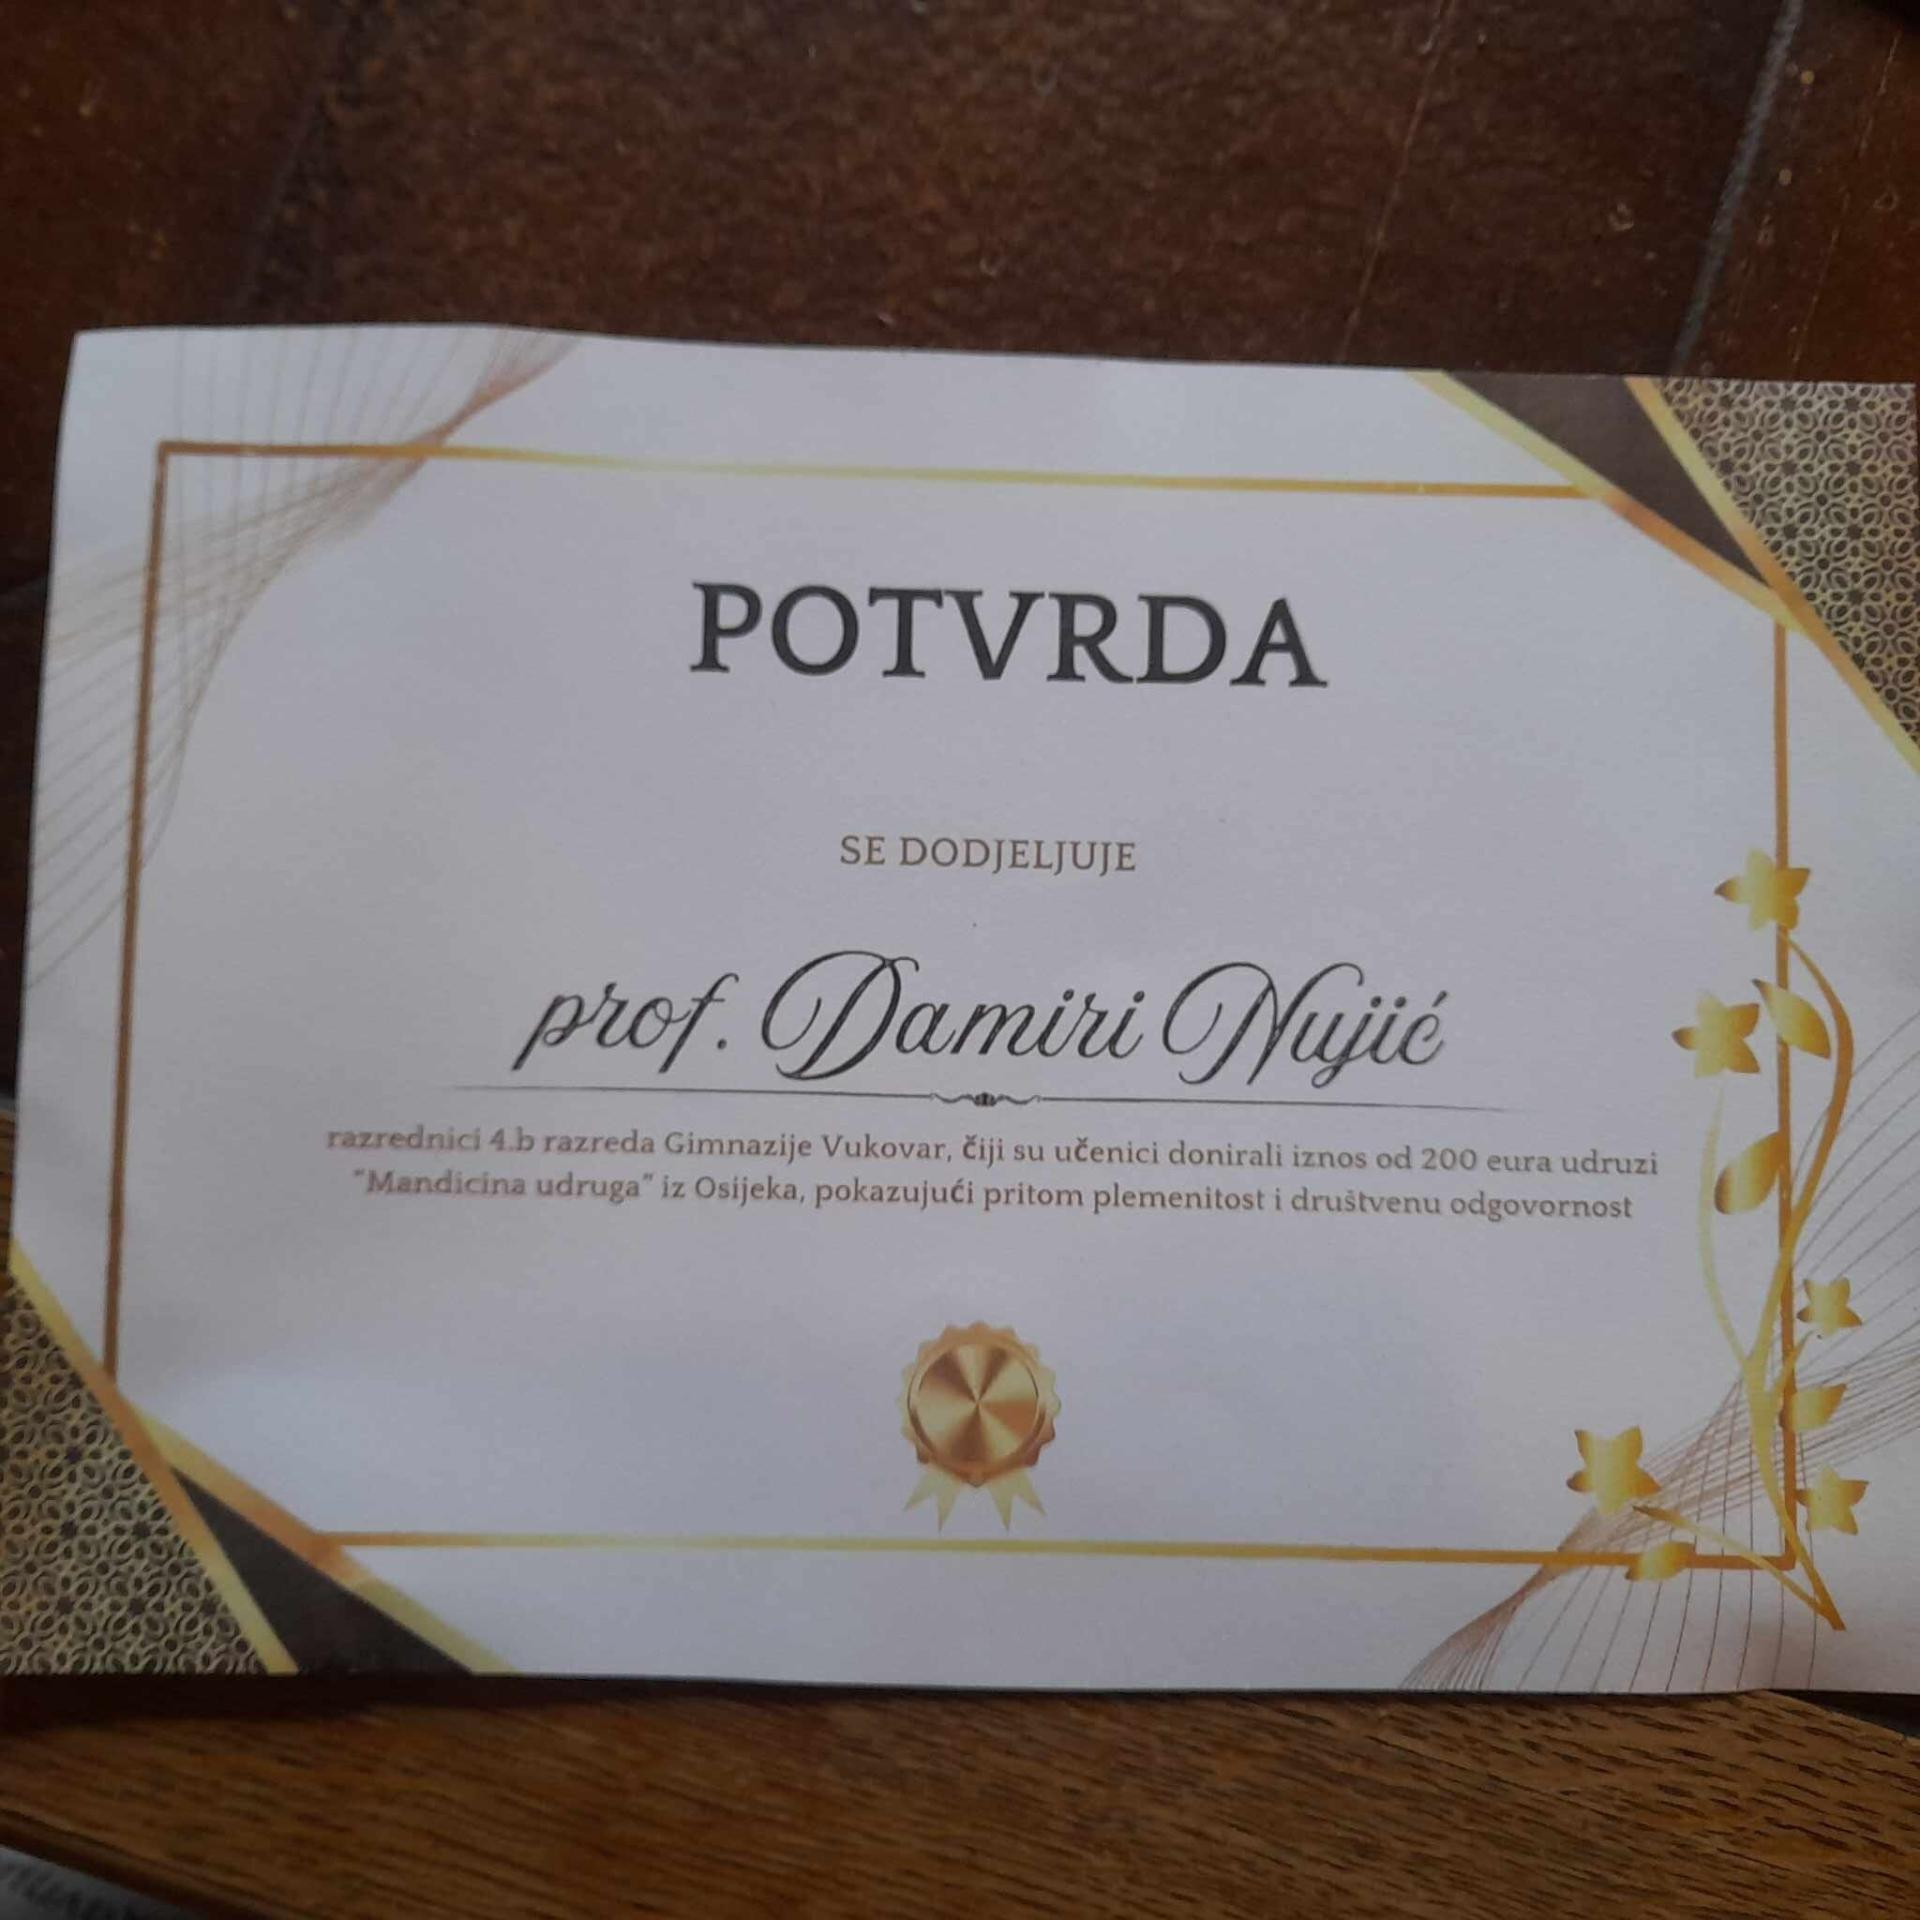 POTVRDA
SE DODJELJUJE
prof. Damiri Nujić
razrednici 4.b razreda Gimnazije Vukovar, čiji su učenici donirali iznos od 200 eura udruzi
"Mandicina udruga" iz Osijeka, pokazujući pritom plemenitost i društvenu odgovornost